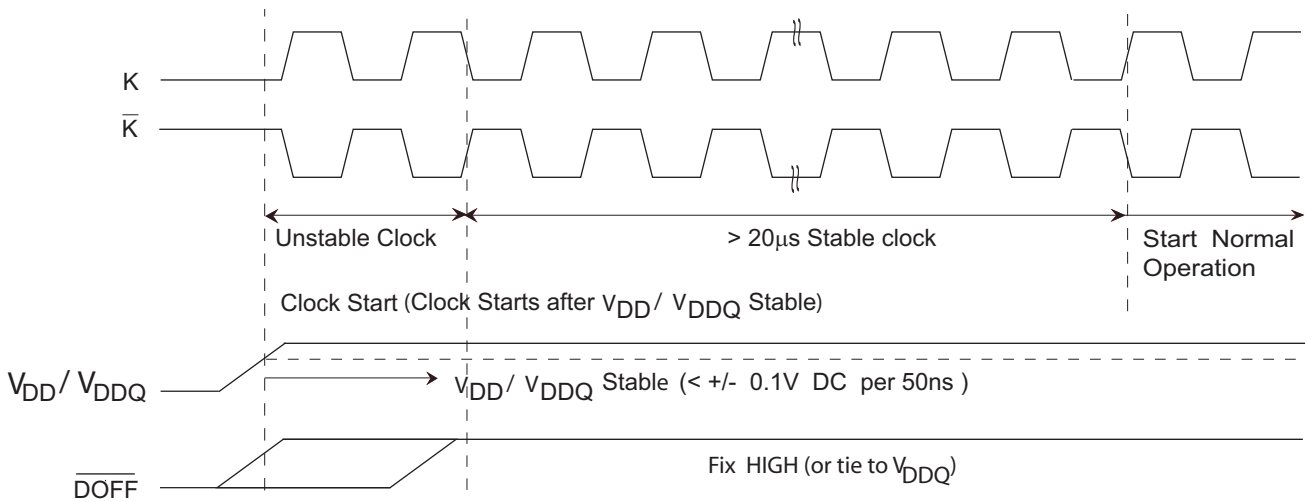 K
K̅
Unstable Clock
> 20μs Stable clock
Start Normal
Operation
Clock Start (Clock Starts after VDD / VDDQ Stable)
VDD / VDDQ
VDD / VDDQ Stable (< +/- 0.1V DC per 50ns )
Fix HIGH (or tie to VDDQ)
D̅O̅F̅F̅